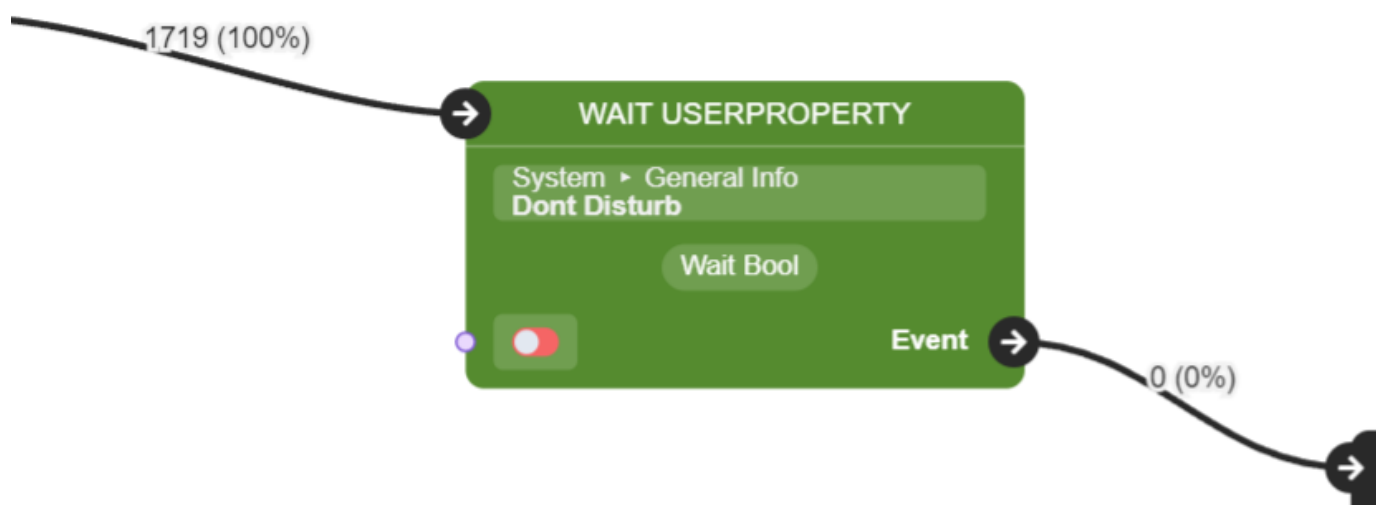 1719 (100%)
WAIT USERPROPERTY
System ▸ General Info
Dont Disturb
Wait Bool
Event
0 (0%)